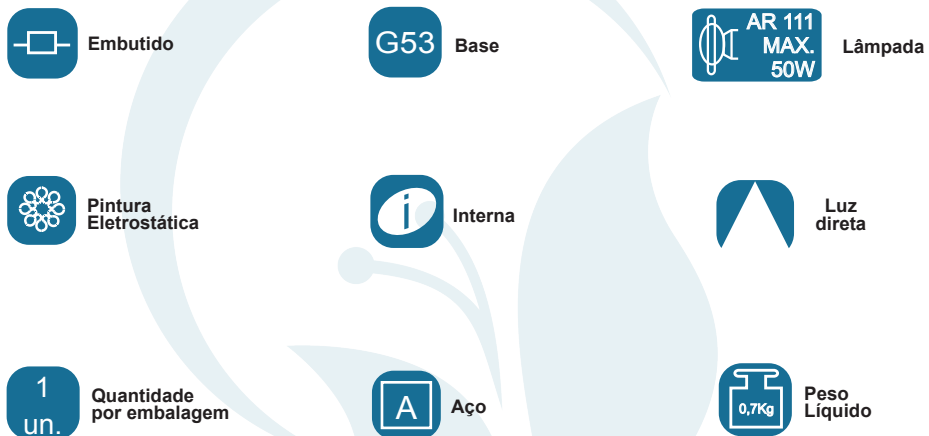 Embutido
G53
Base
AR 111
MAX.
50W
Lâmpada
Pintura
Eletrostática
i
Interna
Luz
direta
1
un.
Quantidade
por embalagem
A
Aço
0,7Kg
Peso
Líquido